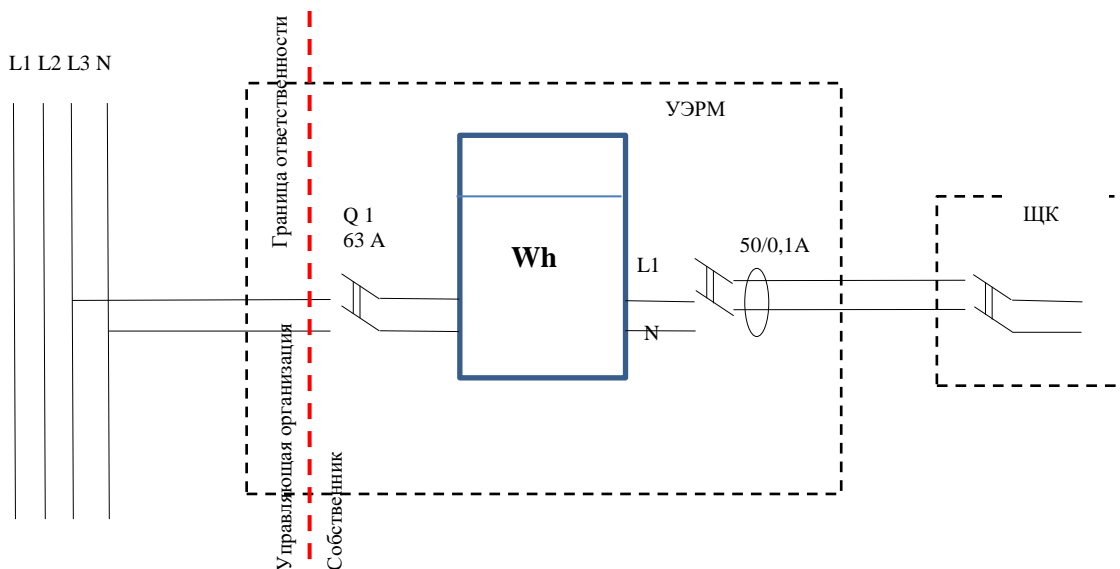 L1 L2 L3 N
Граница ответственности
Управляющая организация
Собственник
УЭРМ
Q 1
63 А
Wh
L1
N
50/0,1А
ЩК